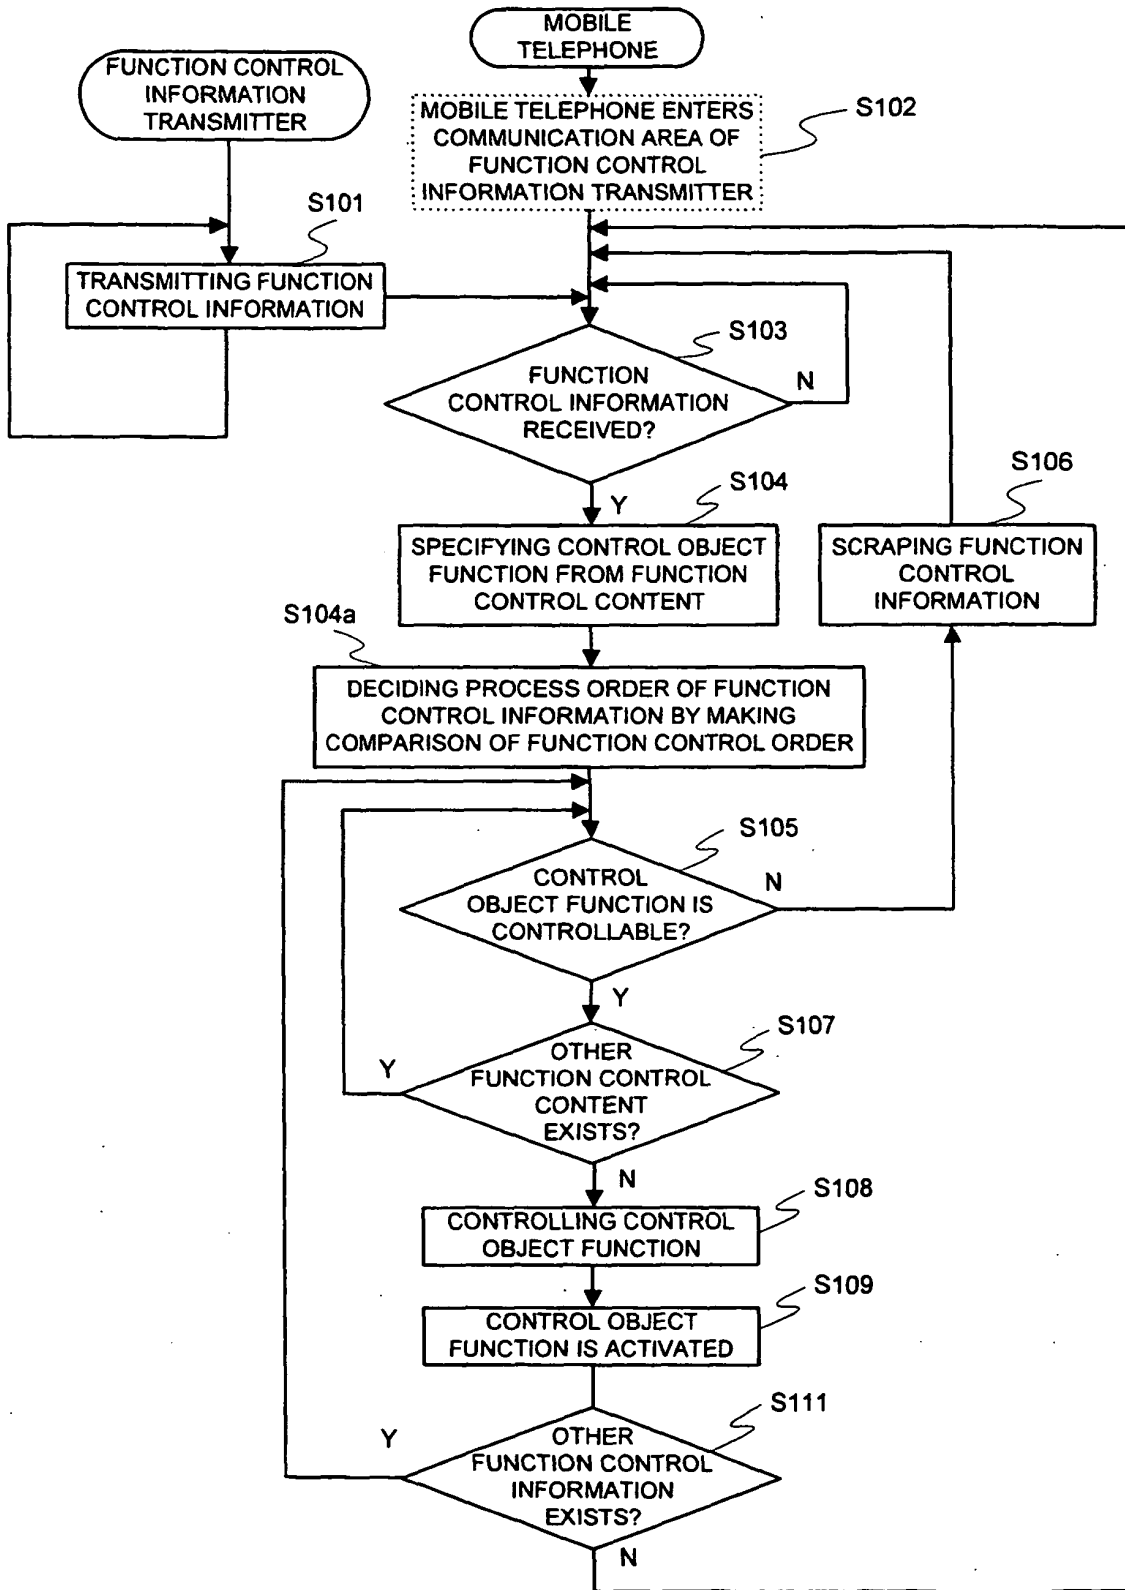 MOBILE
TELEPHONE
FUNCTION CONTROL
INFORMATION
TRANSMITTER
MOBILE TELEPHONE ENTERS
COMMUNICATION AREA OF
FUNCTION CONTROL
INFORMATION TRANSMITTER
S102
S101
TRANSMITTING FUNCTION
CONTROL INFORMATION
S103
FUNCTION
CONTROL INFORMATION
RECEIVED?
N
Y
S104
SPECIFYING CONTROL OBJECT
FUNCTION FROM FUNCTION
CONTROL CONTENT
S106
SCRAPING FUNCTION
CONTROL
INFORMATION
S104a
DECIDING PROCESS ORDER OF FUNCTION
CONTROL INFORMATION BY MAKING
COMPARISON OF FUNCTION CONTROL ORDER
S105
CONTROL
OBJECT FUNCTION IS
CONTROLLABLE?
N
Y
S107
OTHER
FUNCTION CONTROL
CONTENT
EXISTS?
Y
N
S108
CONTROLLING CONTROL
OBJECT FUNCTION
S109
CONTROL OBJECT
FUNCTION IS ACTIVATED
S111
OTHER
FUNCTION CONTROL
INFORMATION
EXISTS?
Y
N